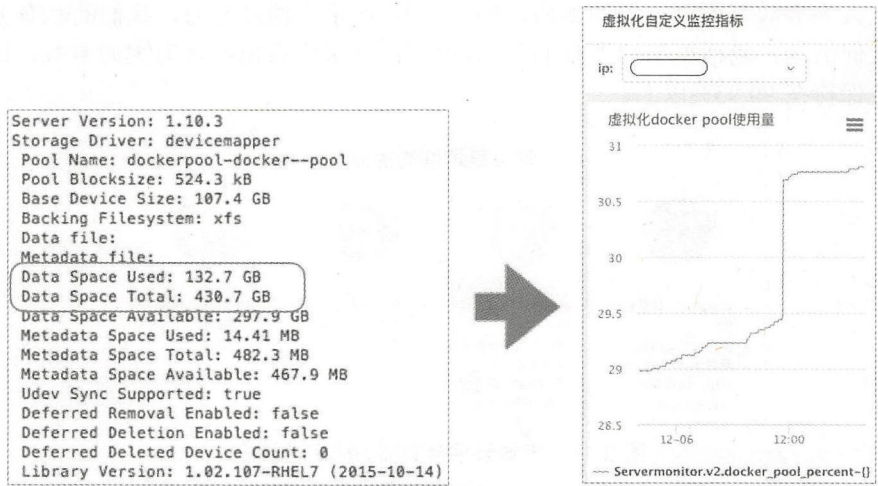 Server Version: 1.10.3
Storage Driver: devicemapper
Pool Name: dockerpool-docker--pool
Pool Blocksize: 524.3 kB
Base Device Size: 107.4 GB
Backing Filesystem: xfs
Data file:
Metadata file:
Data Space Used: 132.7 GB
Data Space Total: 430.7 GB
Data Space Available: 297.9 GB
Metadata Space Used: 14.41 MB
Metadata Space Total: 482.3 MB
Metadata Space Available: 467.9 MB
Udev Sync Supported: true
Deferred Removal Enabled: false
Deferred Deletion Enabled: false
Deferred Deleted Device Count: 0
Library Version: 1.02.107-RHEL7 (2015-10-14)
虚拟化自定义监控指标
ip:
虚拟化docker pool使用量
31
30.5
30
29.5
29
28.5
12-06 12:00
Servermonitor.v2.docker_pool_percent-{}